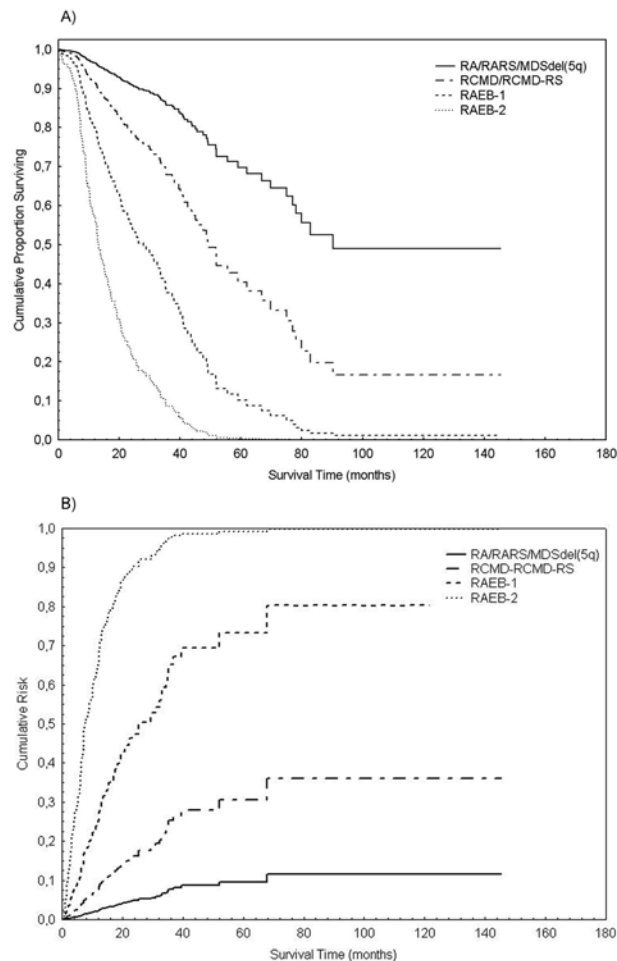 A)
1,0
0,9
0,8
0,7
0,6
0,5
0,4
0,3
0,2
0,1
0,0
Cumulative Proportion Surviving
RA/RARS/MDSdel(5q)
RCMD/RCMD-RS
RAEB-1
RAEB-2
0 20 40 60 80 100 120 140 160 180
Survival Time (months)
B)
1,0
0,9
0,8
0,7
0,6
0,5
0,4
0,3
0,2
0,1
0,0
Cumulative Risk
RA/RARS/MDSdel(5q)
RCMD-RCMD-RS
RAEB-1
RAEB-2
0 20 40 60 80 100 120 140 160 180
Survival Time (months)